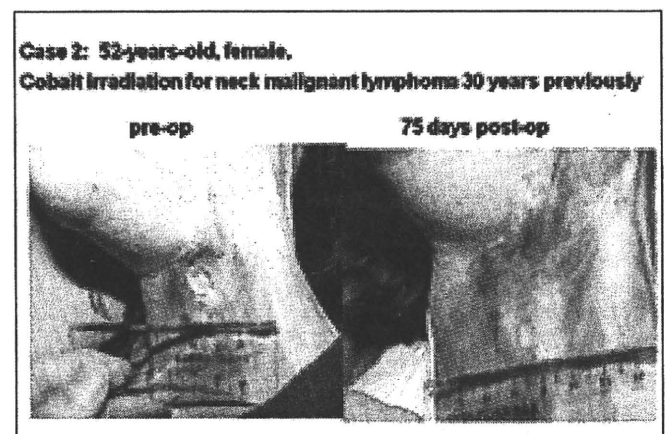 Case 2: 52-years-old, female.
Cobalt irradiation for neck malignant lymphoma 30 years previously
pre-op
75 days post-op